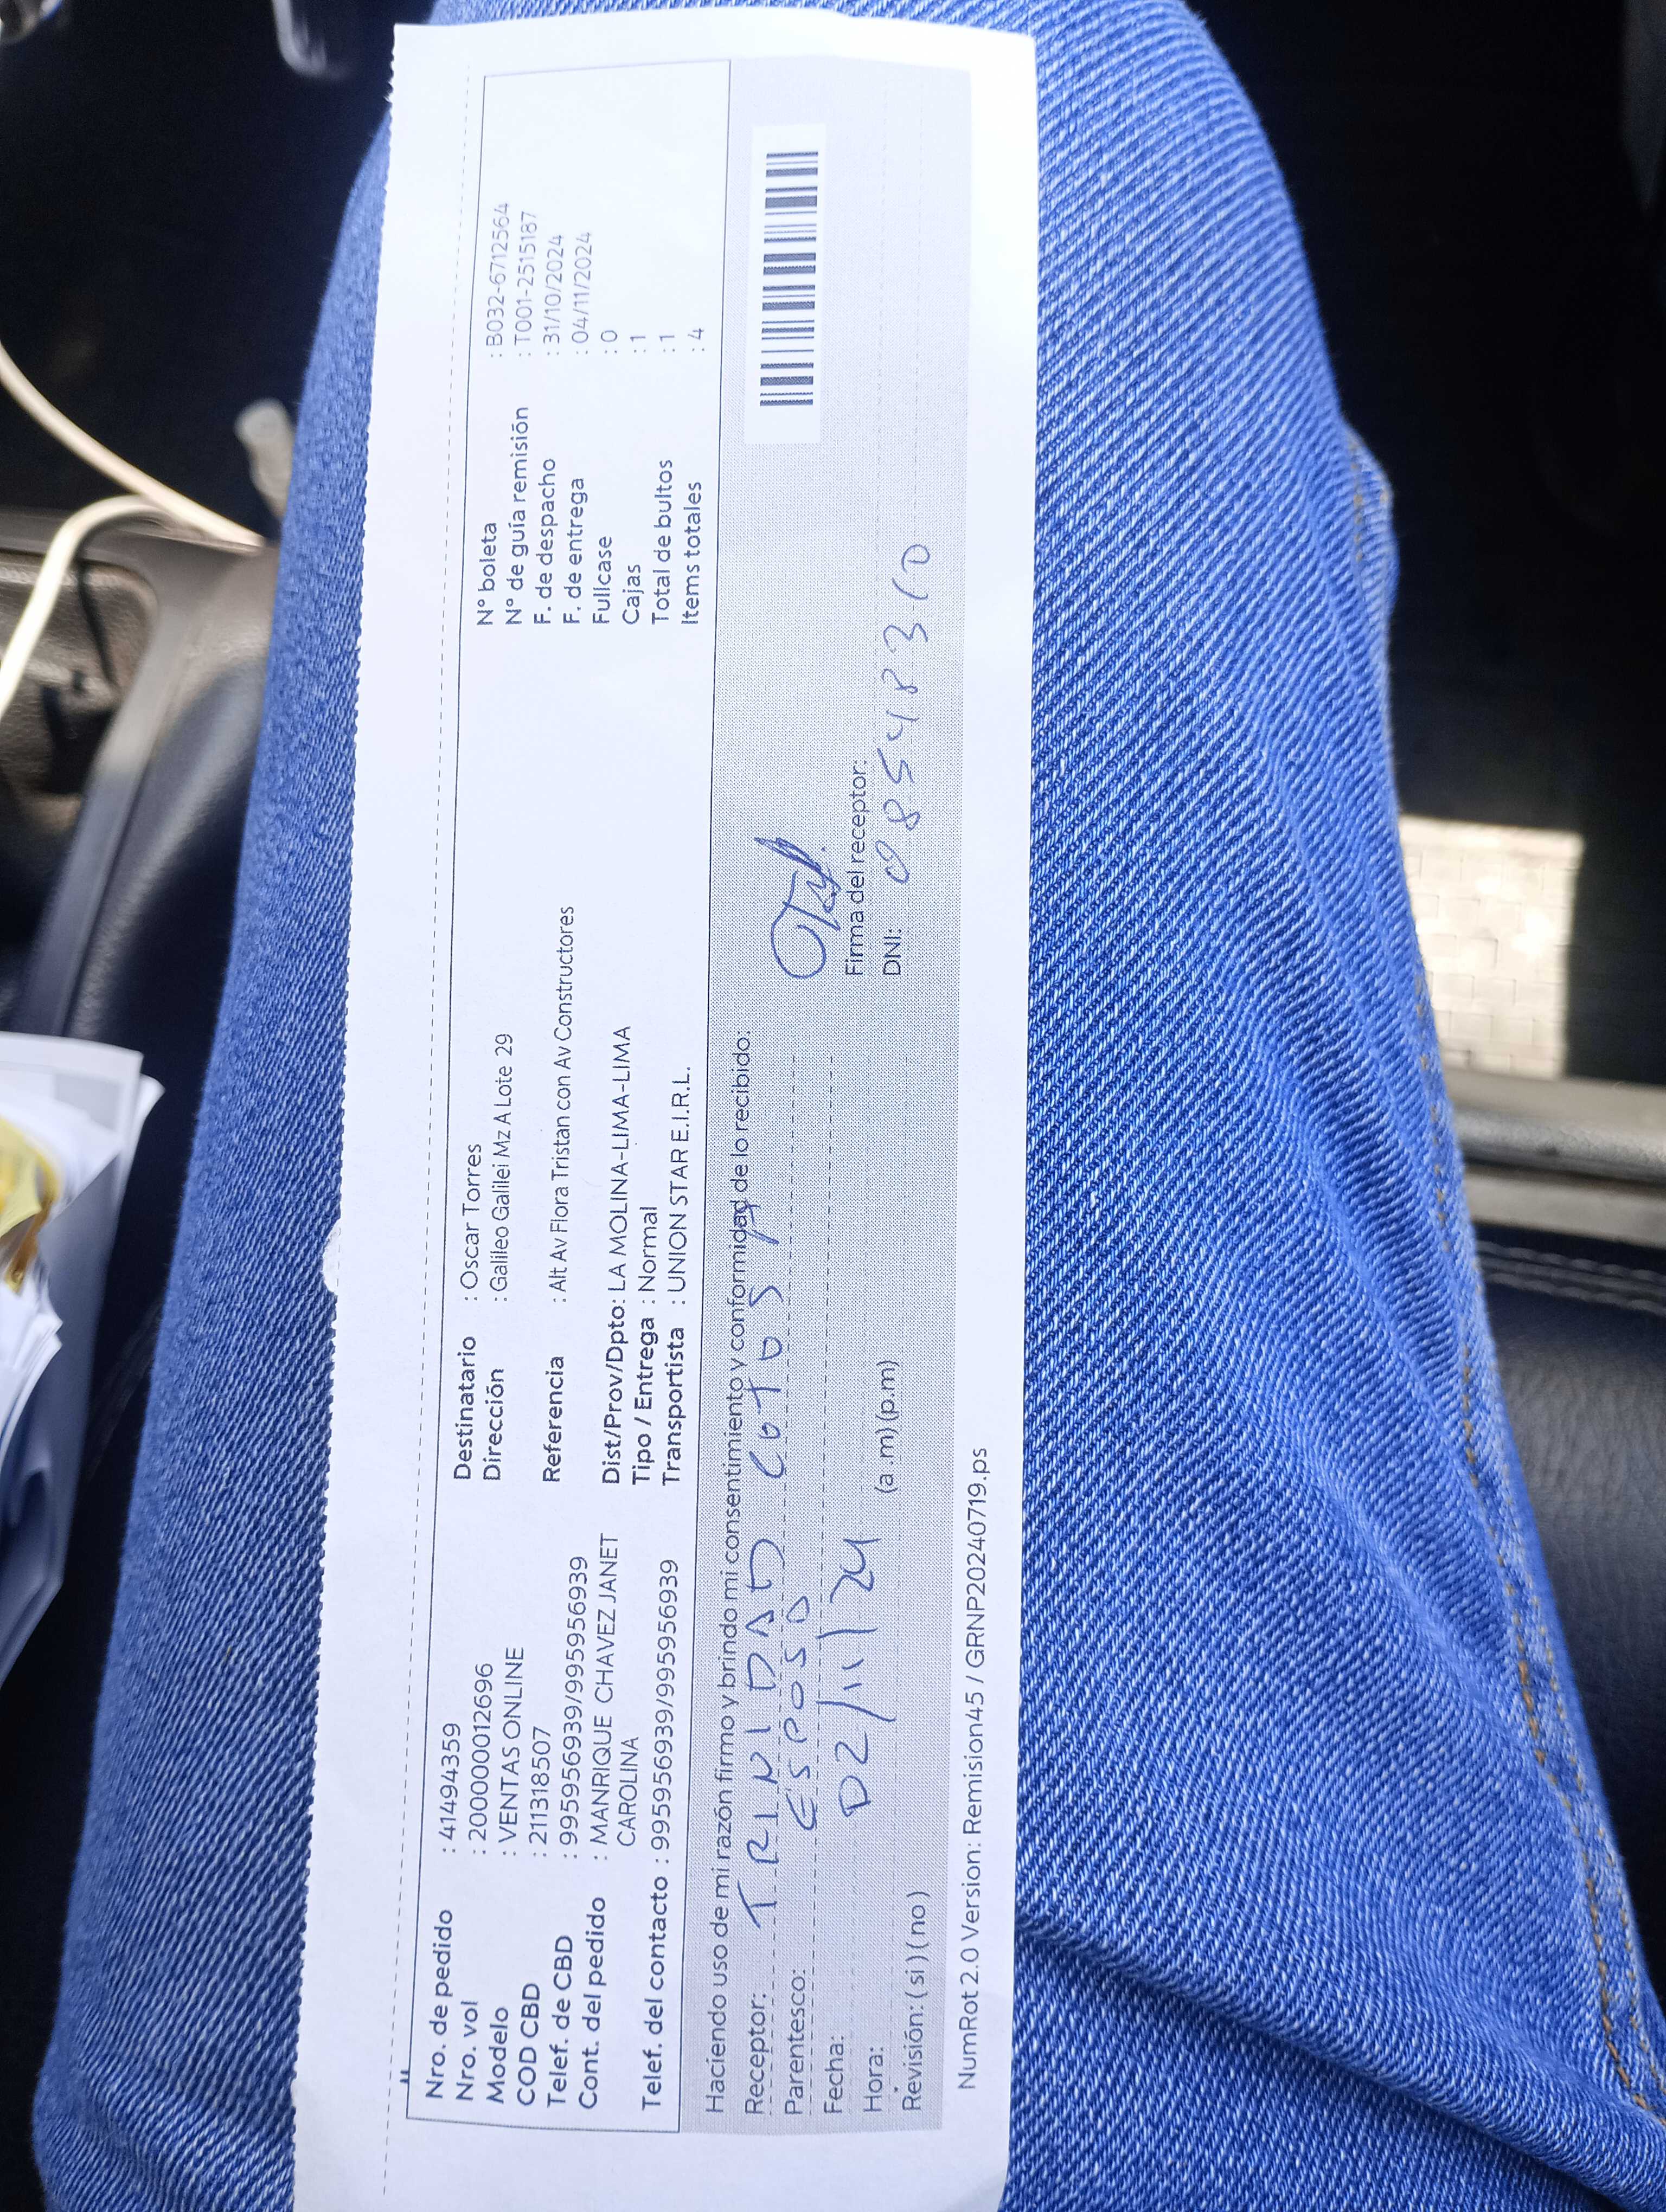 Nro. de pedido : 41494359
Nro. vol : 200000012696
Modelo : VENTAS ONLINE
COD CBD : 211318507
Telef. de CBD : 995956939/995956939
Cont. del pedido : MANRIQUE CHAVEZ JANET
CAROLINA
Telef. del contacto : 995956939/995956939
Destinatario : Oscar Torres
Dirección : Galileo Galilei Mz A Lote 29
Referencia : Alt Av Flora Tristan con Av Constructores
Dist/Prov/Dpto: LA MOLINA-LIMA-LIMA
Tipo / Entrega : Normal
Transportista : UNION STAR E.I.R.L.
N° boleta : B032-6712564
N° de guía remisión : T001-2515187
F. de despacho : 31/10/2024
F. de entrega : 04/11/2024
Fullcase : 0
Cajas : 1
Total de bultos : 1
Items totales : 4
Haciendo uso de mi razón firmo y brindo mi consentimiento y conformidad de lo recibido:
Receptor: TRINIDAD COTOS
Parentesco: ESPOSO
Fecha: 02/11/24
Hora: (a .m) (p.m)
Revisión: ( si ) ( no )
Firma del receptor:
DNI: 08548310
NumRot 2.0 Version: Remision45 / GRNP20240719.ps